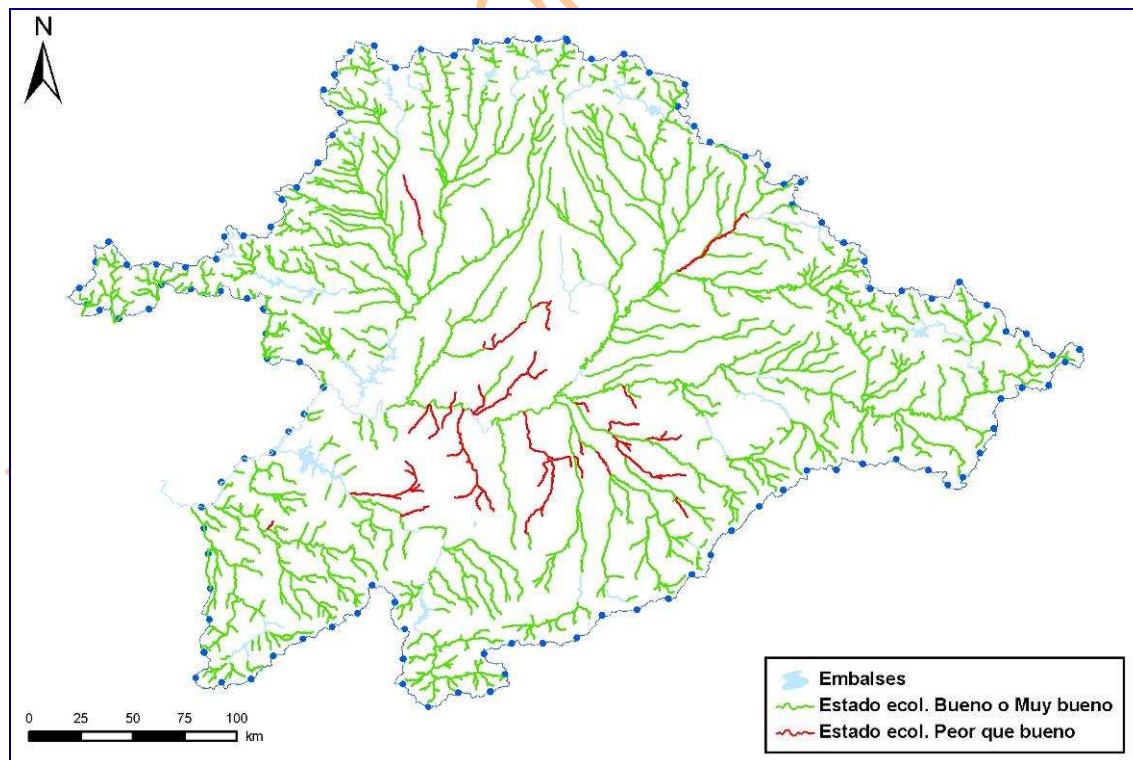 N
Embalses
Estado ecol. Bueno o Muy bueno
Estado ecol. Peor que bueno
0 25 50 75 100
km